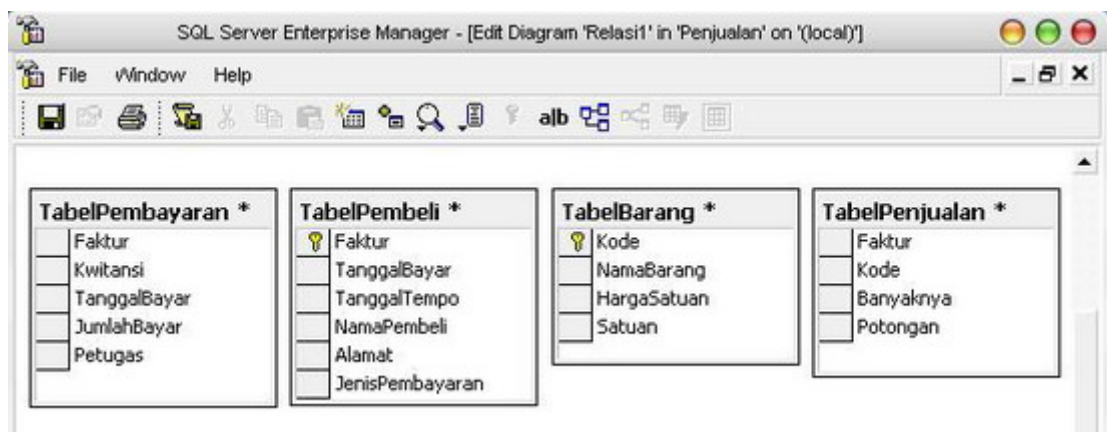 SQL Server Enterprise Manager - [Edit Diagram 'Relasi1' in 'Penjualan' on '(local)']
File Window Help
a|b
TabelPembayaran *
Faktur
Kwitansi
TanggalBayar
JumlahBayar
Petugas
TabelPembeli *
Faktur
TanggalBayar
TanggalTempo
NamaPembeli
Alamat
JenisPembayaran
TabelBarang *
Kode
NamaBarang
HargaSatuan
Satuan
TabelPenjualan *
Faktur
Kode
Banyaknya
Potongan